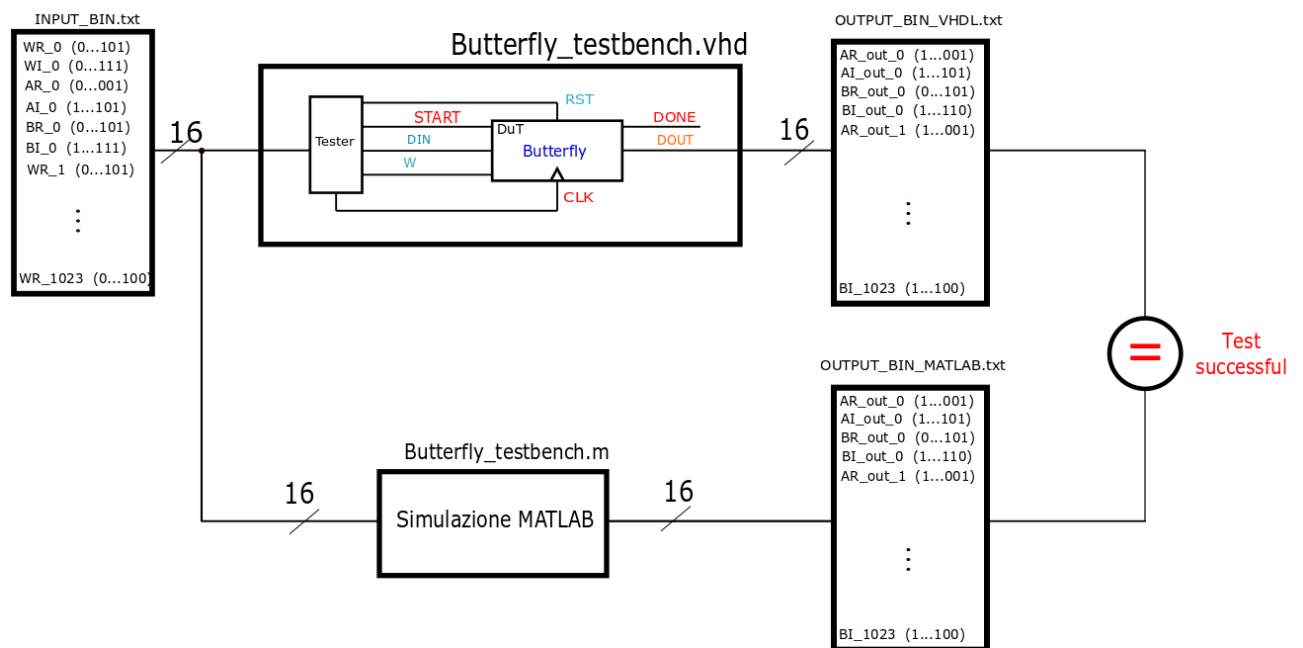 INPUT_BIN.txt
WR_0 (0...101)
WI_0 (0...111)
AR_0 (0...001)
AI_0 (1...101)
BR_0 (0...101)
BI_0 (1...111)
WR_1 (0...101)
WR_1023 (0...100)
16
Butterfly_testbench.vhd
Tester
RST
START
DIN
W
DuT
Butterfly
CLK
DONE
DOUT
16
OUTPUT_BIN_VHDL.txt
AR_out_0 (1...001)
AI_out_0 (1...101)
BR_out_0 (0...101)
BI_out_0 (1...110)
AR_out_1 (1...001)
BI_1023 (1...100)
=
Test
successful
16
Butterfly_testbench.m
Simulazione MATLAB
16
OUTPUT_BIN_MATLAB.txt
AR_out_0 (1...001)
AI_out_0 (1...101)
BR_out_0 (0...101)
BI_out_0 (1...110)
AR_out_1 (1...001)
BI_1023 (1...100)